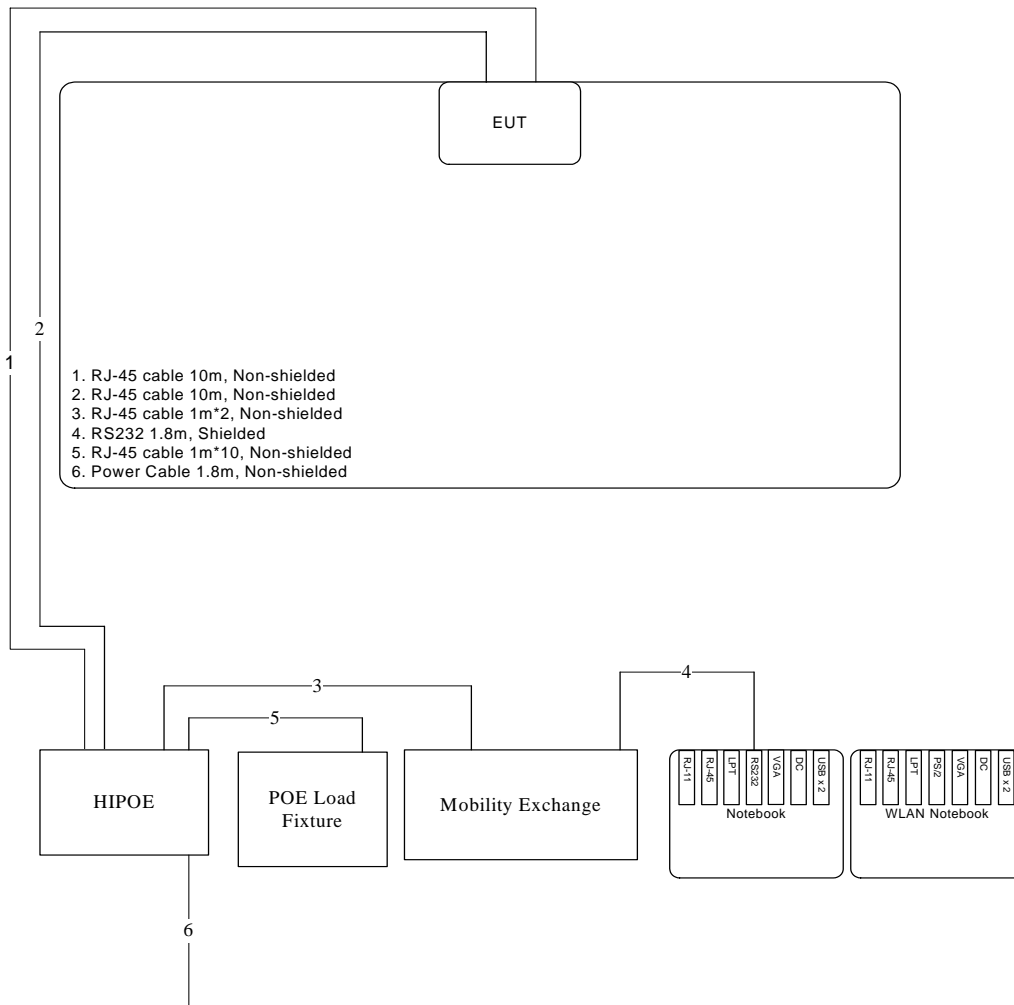 EUT
2
1
1. RJ-45 cable 10m, Non-shielded
2. RJ-45 cable 10m, Non-shielded
3. RJ-45 cable 1m*2, Non-shielded
4. RS232 1.8m, Shielded
5. RJ-45 cable 1m*10, Non-shielded
6. Power Cable 1.8m, Non-shielded
3
4
5
HIPOE
POE Load
Fixture
Mobility Exchange
RJ-11
RJ-45
LPT
RS232
VGA
DC
USB x 2
Notebook
RJ-11
RJ-45
LPT
PS/2
VGA
DC
USB x 2
WLAN Notebook
6